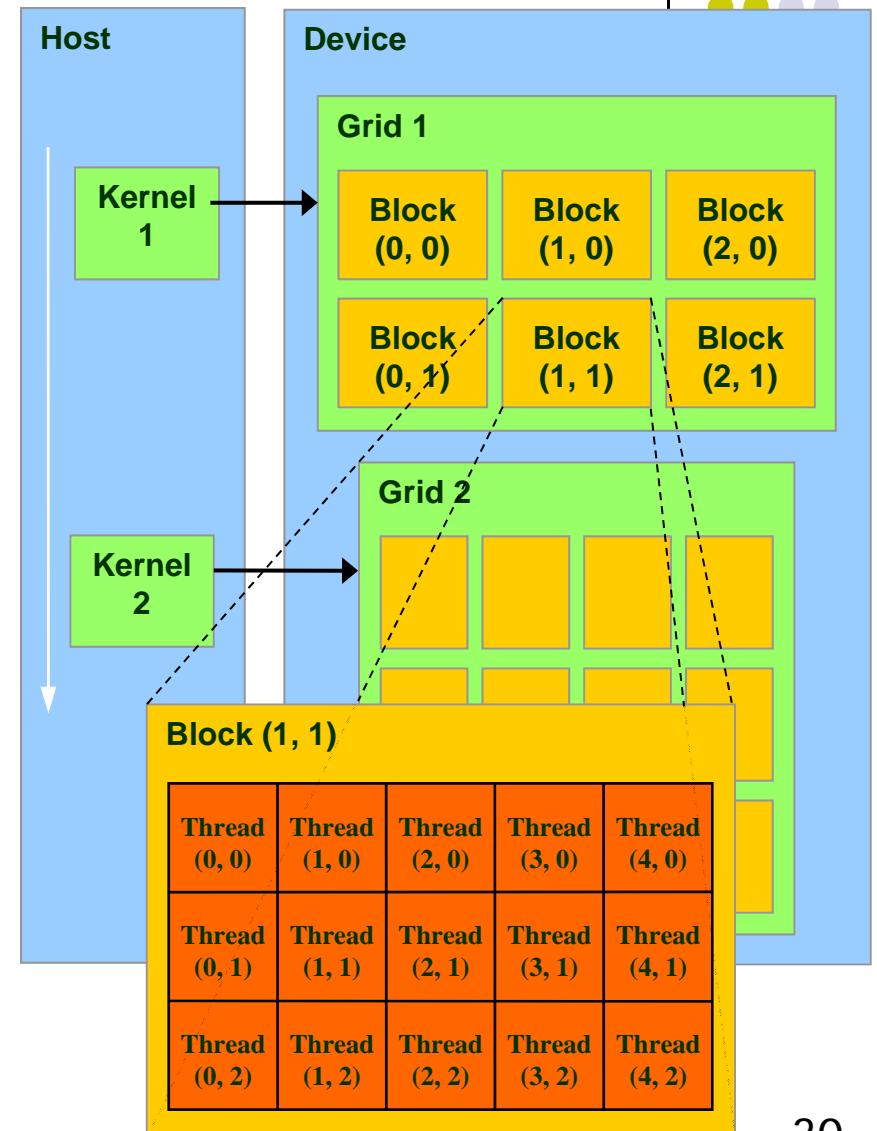 Host
Device
Grid 1
Kernel
1
Block
(0, 0)
Block
(1, 0)
Block
(2, 0)
Block
(0, 1)
Block
(1, 1)
Block
(2, 1)
Grid 2
Kernel
2
Block (1, 1)
Thread
(0, 0)
Thread
(1, 0)
Thread
(2, 0)
Thread
(3, 0)
Thread
(4, 0)
Thread
(0, 1)
Thread
(1, 1)
Thread
(2, 1)
Thread
(3, 1)
Thread
(4, 1)
Thread
(0, 2)
Thread
(1, 2)
Thread
(2, 2)
Thread
(3, 2)
Thread
(4, 2)